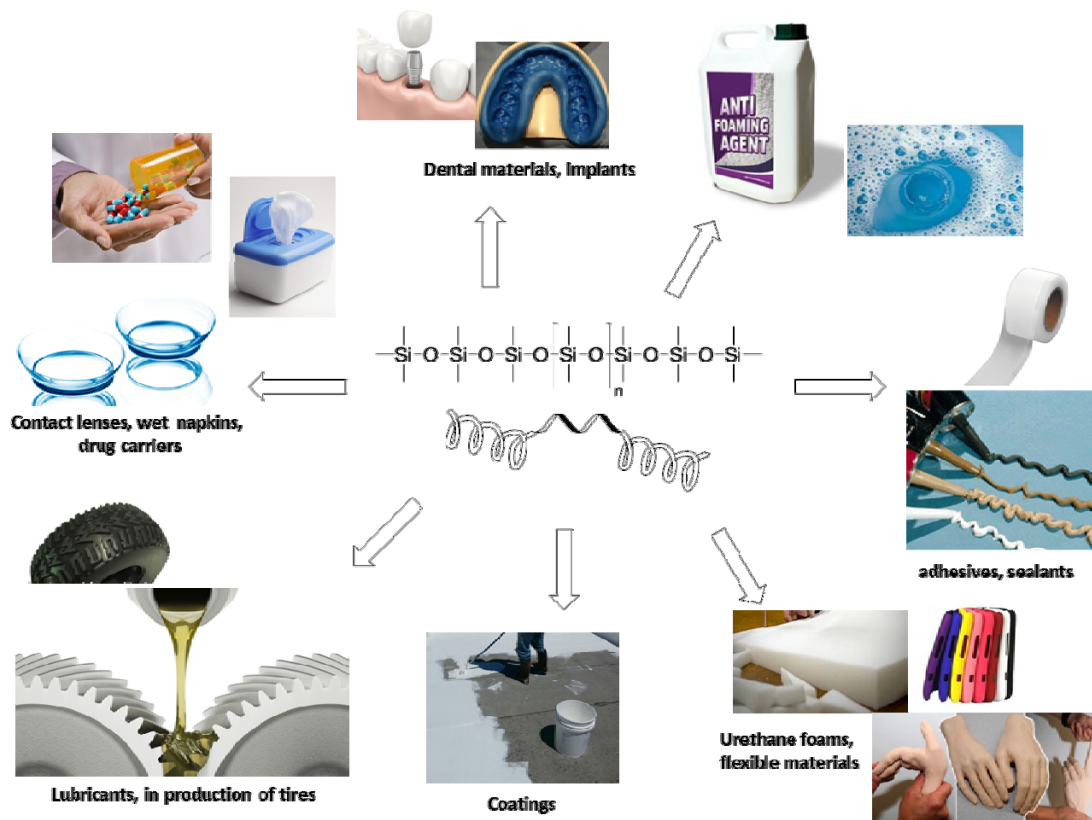 Dental materials, implants
ANTI
FOAMING
AGENT
Si O Si O Si O Si O Si O Si O Si
n
Contact lenses, wet napkins,
drug carriers
adhesives, sealants
Urethane foams,
flexible materials
Lubricants, in production of tires
Coatings